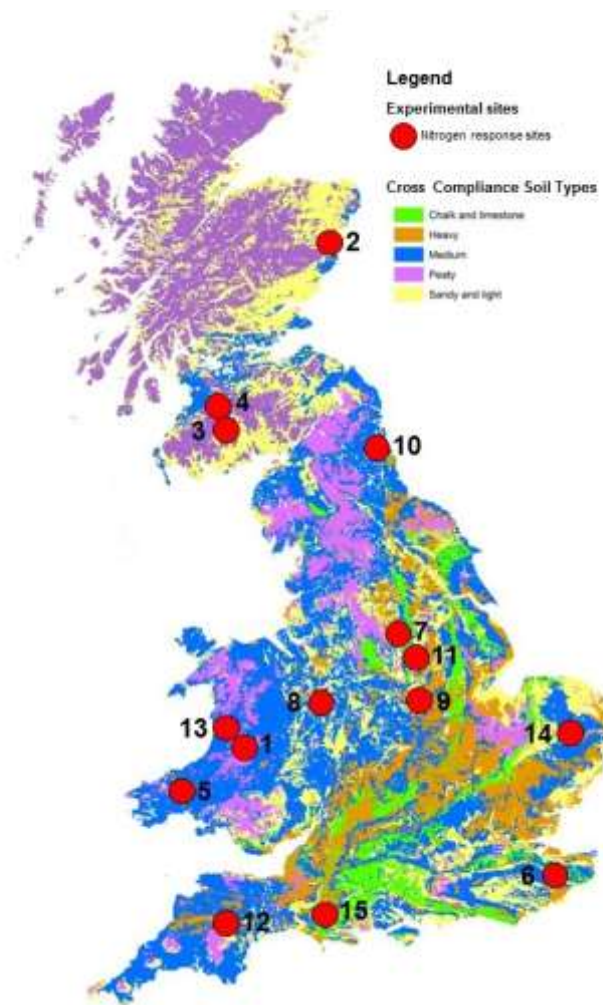 Legend
Experimental sites
Nitrogen response sites
Cross Compliance Soil Types
Chalk and limestone
Heavy
Medium
Peaty
Sandy and light
2
4
3
10
7
11
8
9
13
14
1
5
6
12
15